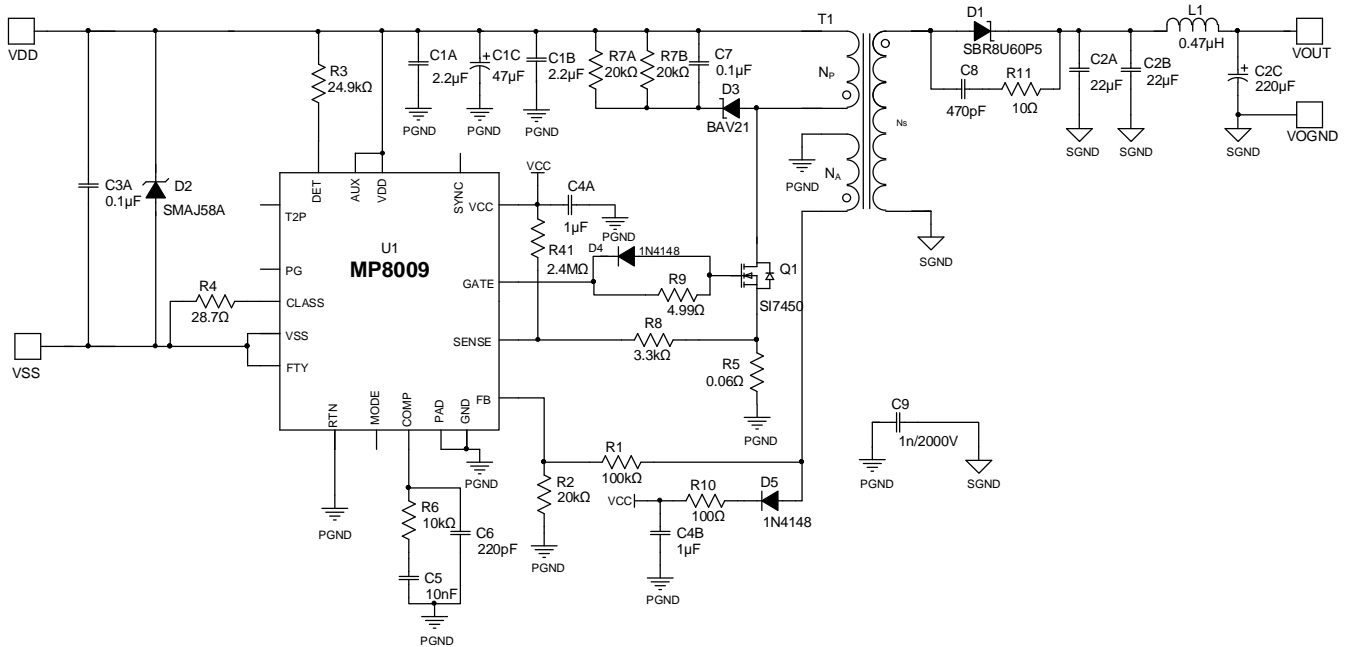 VDD
T1
D1
SBR8U60P5
L1
0.47µH
VOUT
R3
24.9kΩ
C1A
2.2µF
C1C
47µF
C1B
2.2µF
R7A
20kΩ
R7B
20kΩ
C7
0.1µF
D3
BAV21
NP
NS
C8
470pF
R11
10Ω
C2A
22µF
C2B
22µF
C2C
220µF
VOGND
PGND
PGND
PGND
SGND
SGND
SGND
C3A
0.1µF
D2
SMAJ58A
DET
AUX
VDD
SYNC
VCC
C4A
1µF
PGND
PGND
NA
T2P
VCC
U1
MP8009
R41
2.4MΩ
D4
1N4148
SGND
PG
GATE
R9
4.99Ω
Q1
SI7450
R4
28.7Ω
CLASS
VSS
VSS
FTY
SENSE
R8
3.3kΩ
R5
0.06Ω
PGND
RTN
MODE
COMP
PAD
GND
FB
C9
1n/2000V
PGND
SGND
PGND
R1
100kΩ
R2
20kΩ
VCC
R10
100Ω
D5
1N4148
PGND
R6
10kΩ
C6
220pF
C4B
1µF
PGND
C5
10nF
PGND
PGND